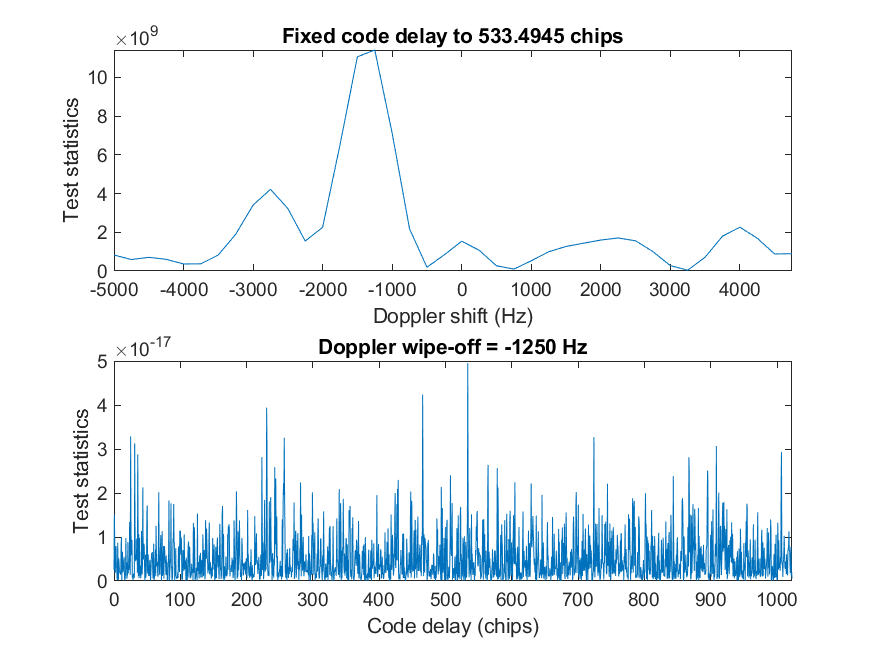 ×10^9
Fixed code delay to 533.4945 chips
Test statistics
10
8
6
4
2
0
-5000 -4000 -3000 -2000 -1000 0 1000 2000 3000 4000
Doppler shift (Hz)
×10^-17
Doppler wipe-off = -1250 Hz
Test statistics
5
4
3
2
1
0
0 100 200 300 400 500 600 700 800 900 1000
Code delay (chips)